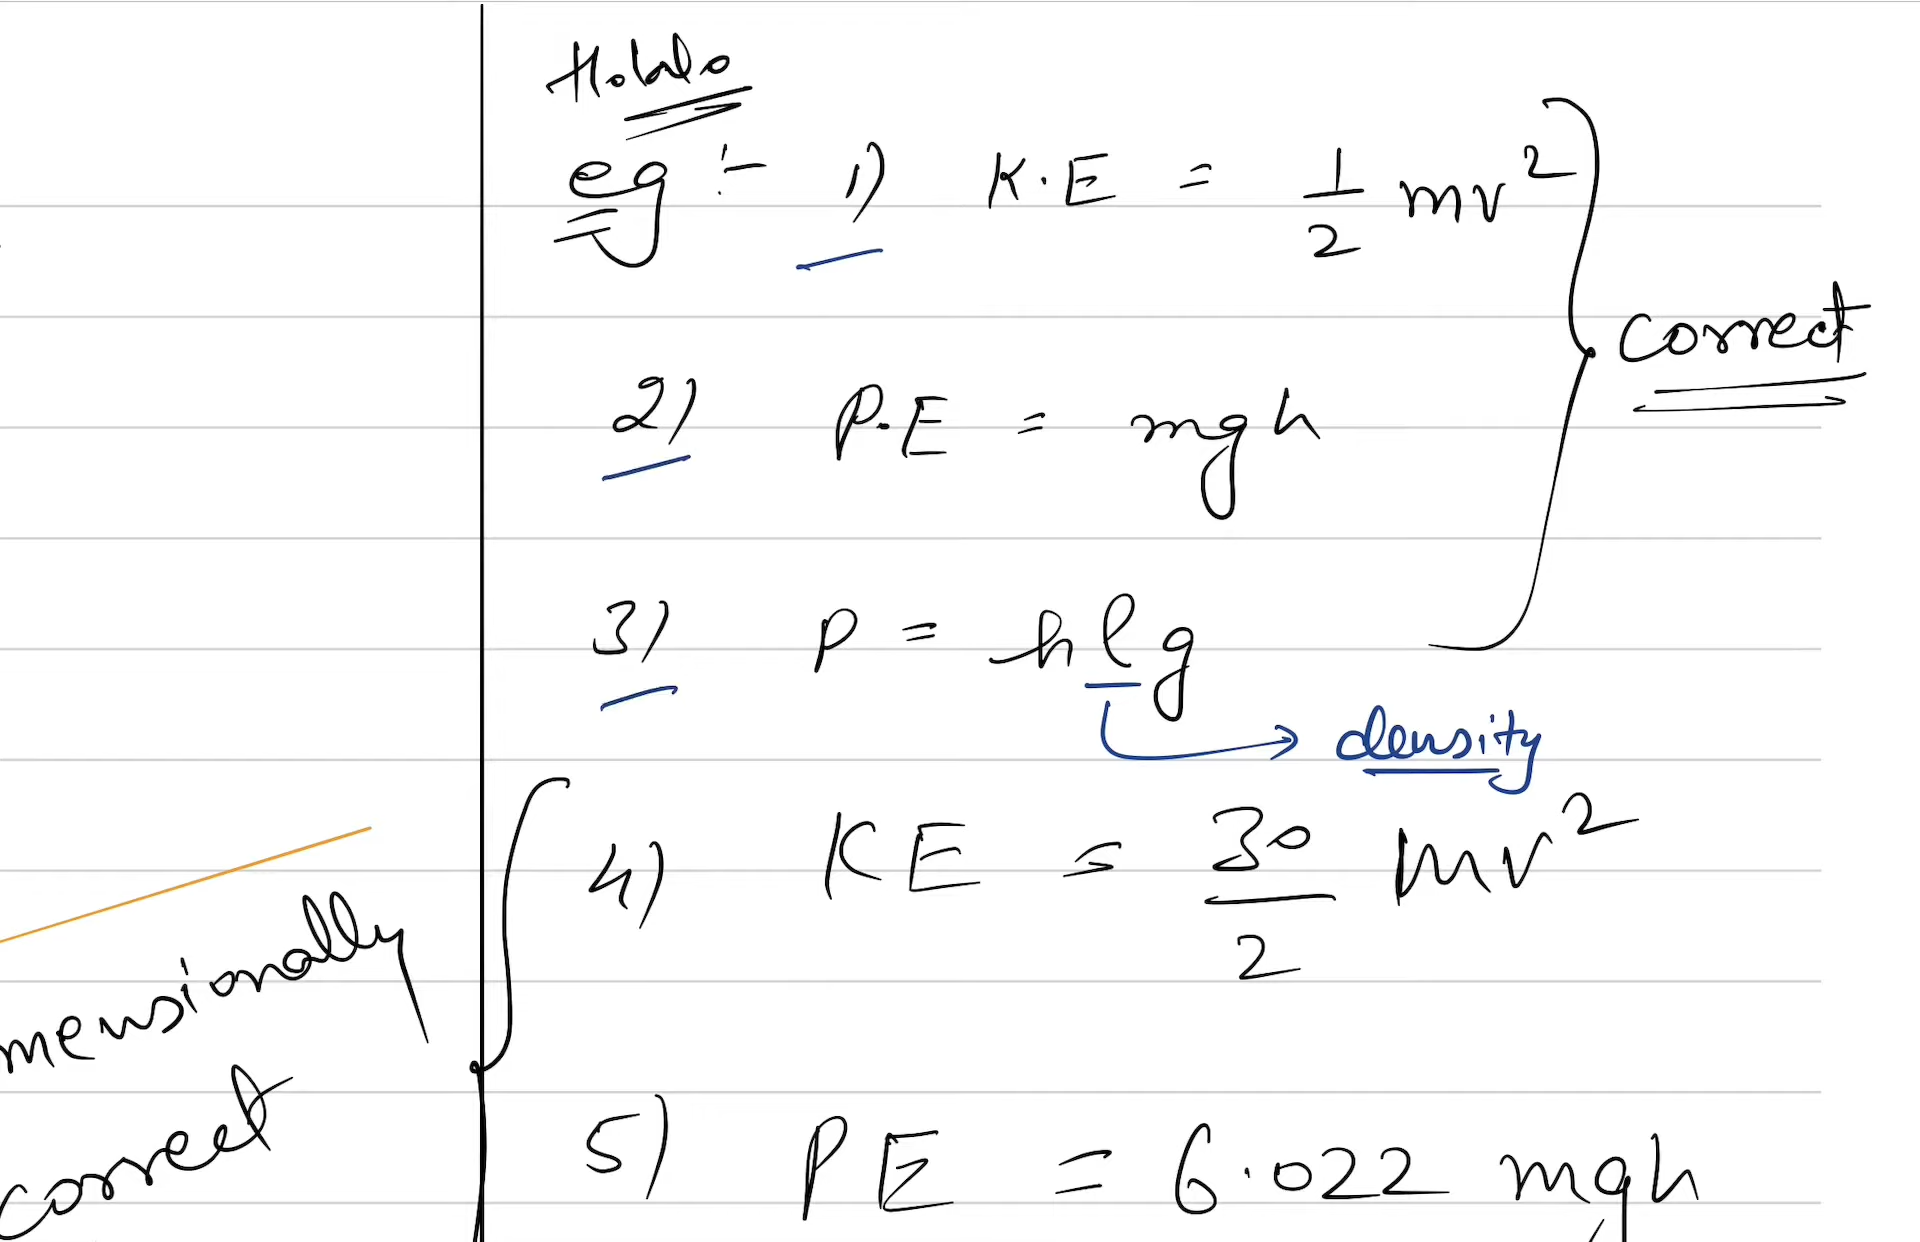 eg :- 1) K.E = 1/2 mv²
correct
2) P.E = mgh
3) P = hρg
density
4) KE = 30/2 mv²
mensionally
correct
5) PE = 6.022 mgh